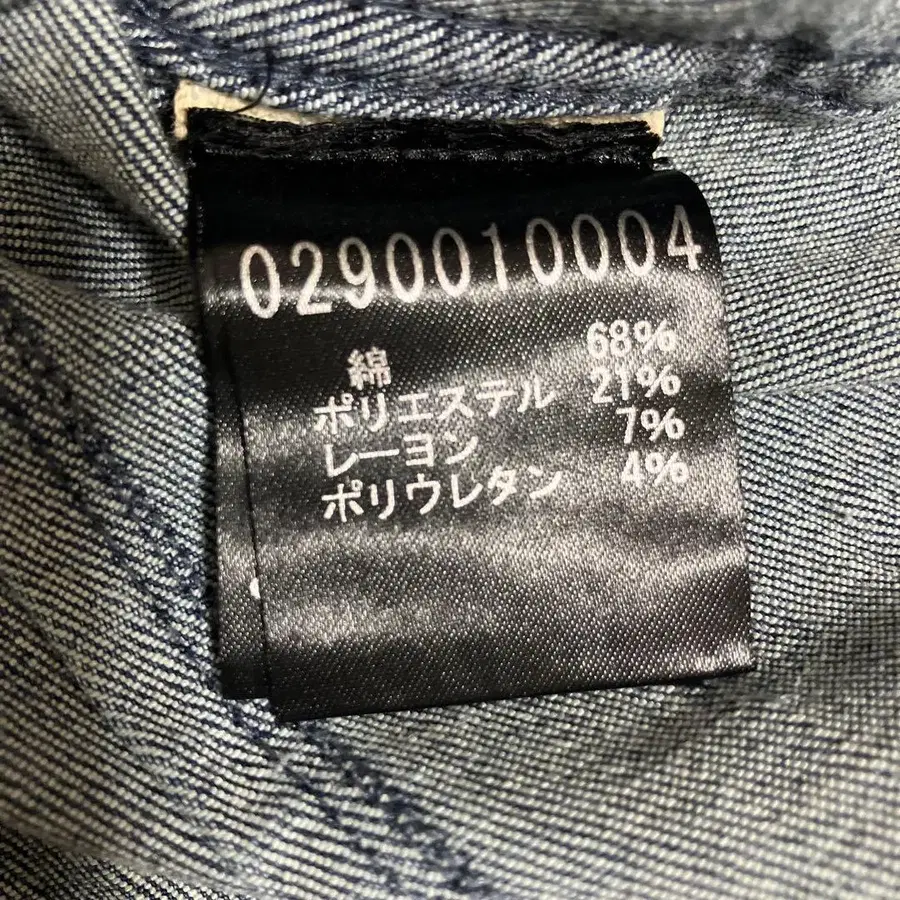 0290010004
綿 68%
ポリエステル 21%
レーヨン 7%
ポリウレタン 4%